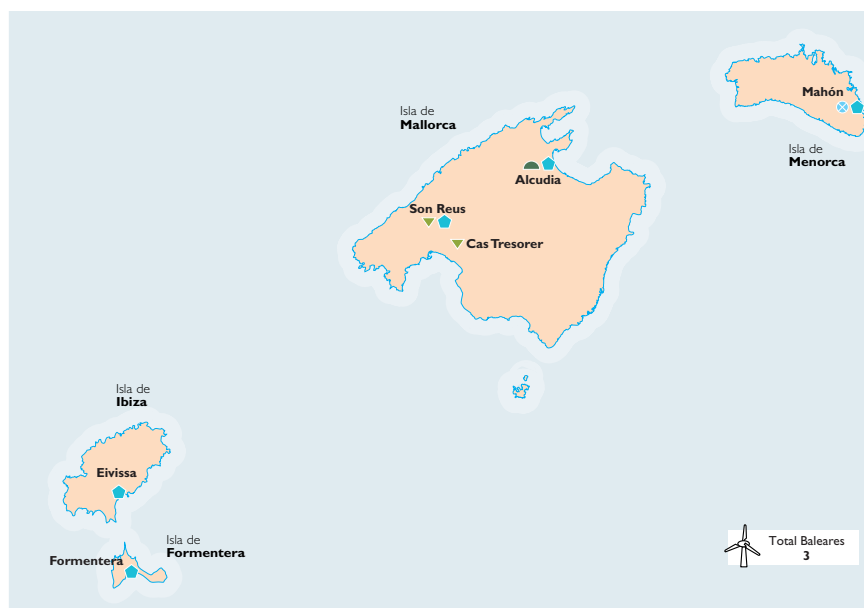 Mahón
Isla de
Menorca
Isla de
Mallorca
Alcudia
Son Reus
Cas Tresorer
Isla de
Ibiza
Eivissa
Isla de
Formentera
Formentera
Total Baleares
3